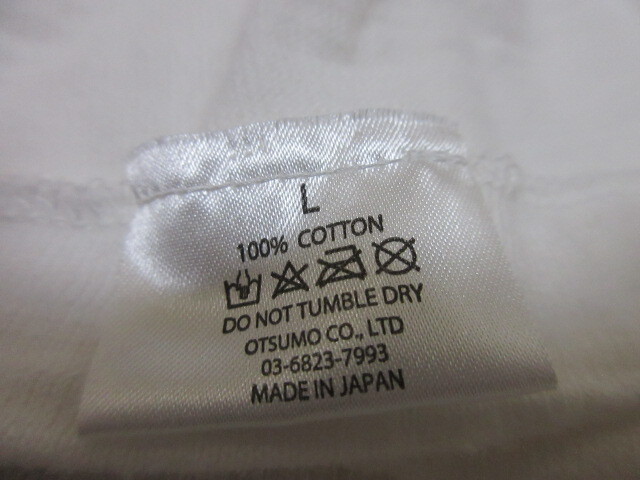 L
100% COTTON
DO NOT TUMBLE DRY
OTSUMO CO., LTD
03-6823-7993
MADE IN JAPAN